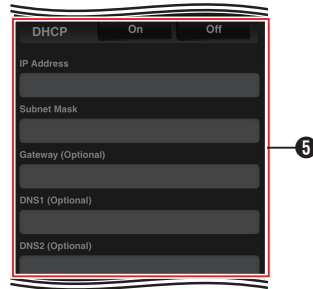 DHCP On Off
IP Address
Subnet Mask
Gateway (Optional)
DNS1 (Optional)
DNS2 (Optional)
5